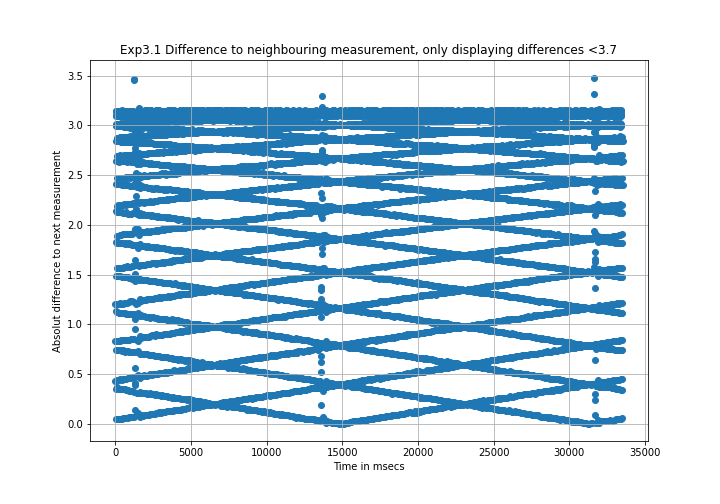 Exp3.1 Difference to neighbouring measurement, only displaying differences <3.7
Absolut difference to next measurement
3.5
3.0
2.5
2.0
1.5
1.0
0.5
0.0
0 5000 10000 15000 20000 25000 30000 35000
Time in msecs